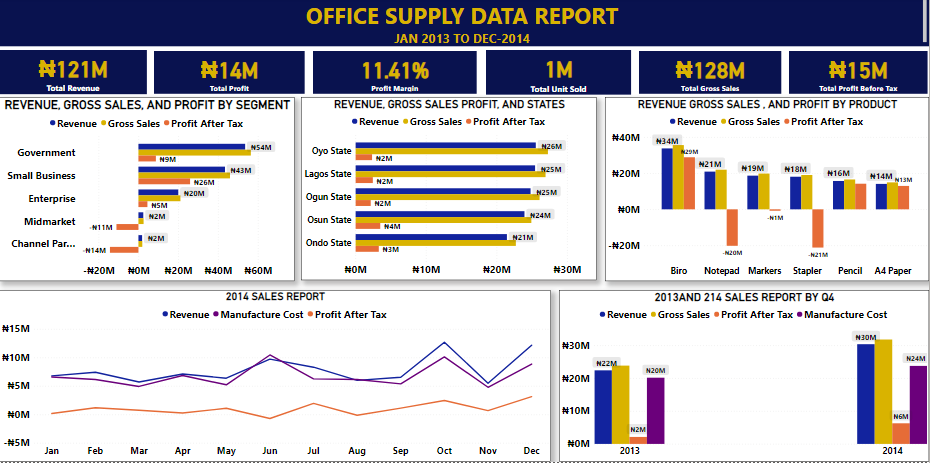 OFFICE SUPPLY DATA REPORT
JAN 2013 TO DEC-2014
₦121M
Total Revenue
₦14M
Total Profit
11.41%
Profit Margin
1M
Total Unit Sold
₦128M
Total Gross Sales
₦15M
Total Profit Before Tax
REVENUE, GROSS SALES, AND PROFIT BY SEGMENT
Revenue Gross Sales Profit After Tax
Government
₦54M
₦9M
Small Business
₦43M
₦26M
Enterprise
₦20M
₦5M
Midmarket
₦2M
-₦11M
Channel Par...
₦2M
-₦14M
-₦20M ₦0M ₦20M ₦40M ₦60M
REVENUE, GROSS SALES PROFIT, AND STATES
Revenue Gross Sales Profit After Tax
Oyo State
₦26M
₦2M
Lagos State
₦25M
₦2M
Ogun State
₦25M
₦2M
Osun State
₦24M
₦4M
Ondo State
₦21M
₦3M
₦0M ₦10M ₦20M ₦30M
REVENUE GROSS SALES , AND PROFIT BY PRODUCT
Revenue Gross Sales Profit After Tax
₦40M
₦20M
₦0M
-₦20M
₦34M
₦29M
₦21M
-₦20M
₦19M
-₦1M
₦18M
-₦21M
₦16M
₦14M
₦13M
Biro Notepad Markers Stapler Pencil A4 Paper
2014 SALES REPORT
Revenue Manufacture Cost Profit After Tax
₦15M
₦10M
₦5M
₦0M
-₦5M
Jan Feb Mar Apr May Jun Jul Aug Sep Oct Nov Dec
2013AND 214 SALES REPORT BY Q4
Revenue Gross Sales Profit After Tax Manufacture Cost
₦30M
₦20M
₦10M
₦0M
₦22M
₦2M
₦20M
₦30M
₦6M
₦24M
2013 2014